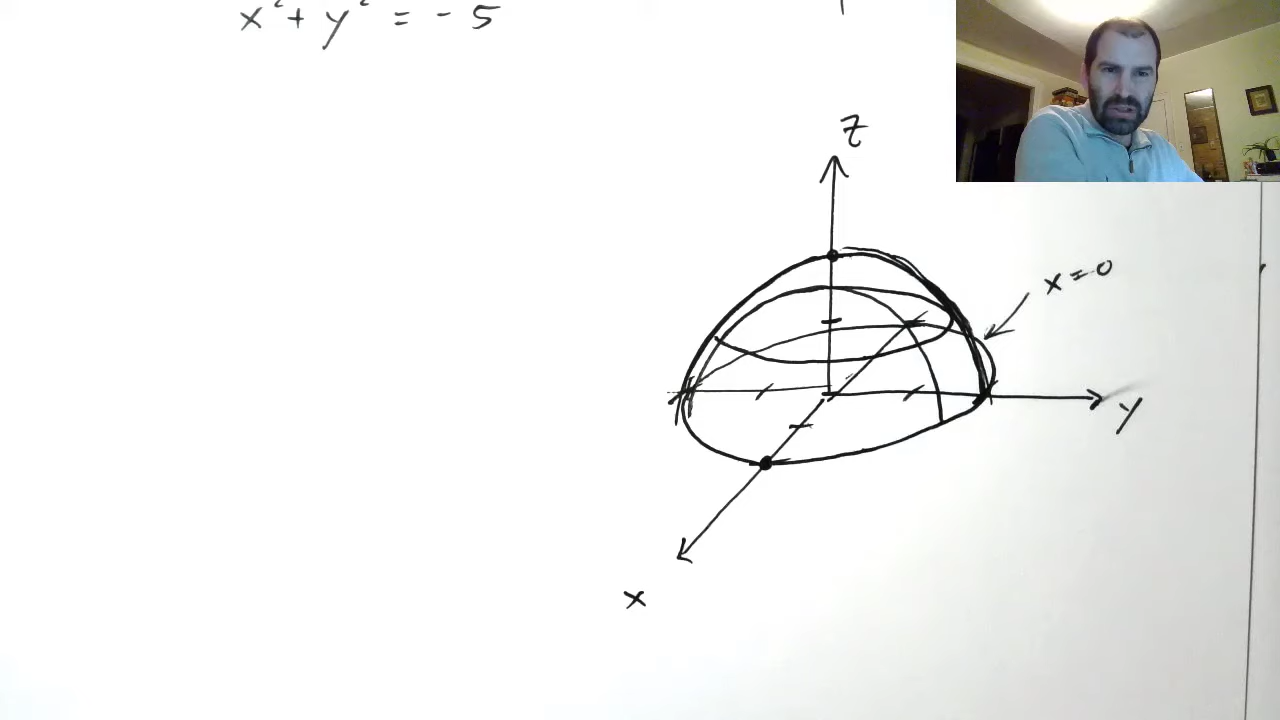 x² + y² = - 5
z
x = 0
y
x